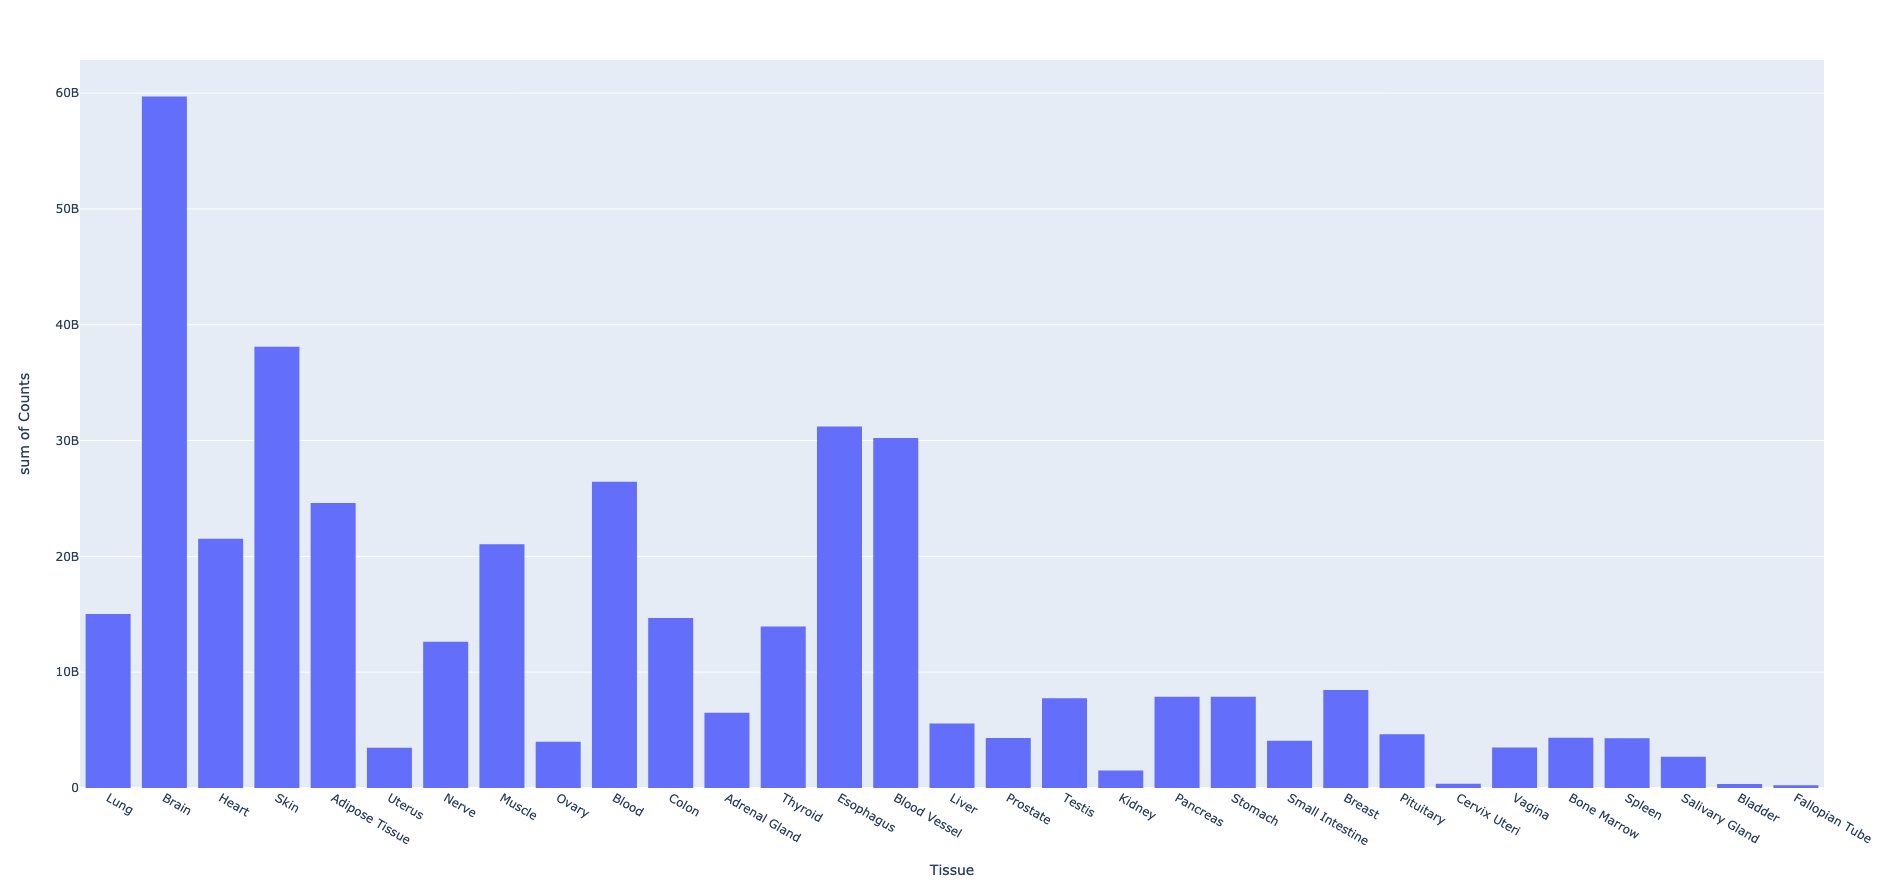 60B
50B
40B
30B
20B
10B
0
sum of Counts
Lung
Brain
Heart
Skin
Adipose Tissue
Uterus
Nerve
Muscle
Ovary
Blood
Colon
Adrenal Gland
Thyroid
Esophagus
Blood Vessel
Liver
Prostate
Testis
Kidney
Pancreas
Stomach
Small Intestine
Breast
Pituitary
Cervix Uteri
Vagina
Bone Marrow
Spleen
Salivary Gland
Bladder
Fallopian Tube
Tissue